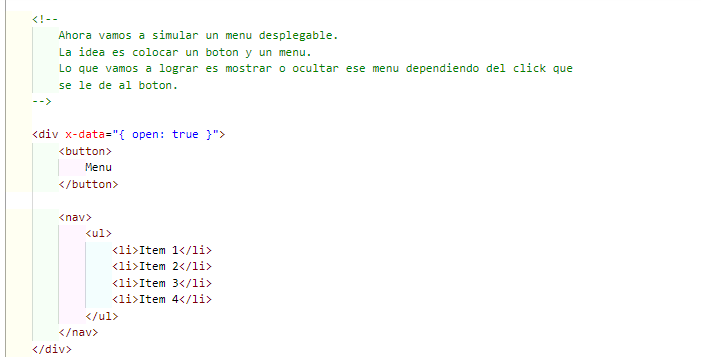 <!--
Ahora vamos a simular un menu desplegable.
La idea es colocar un boton y un menu.
Lo que vamos a lograr es mostrar o ocultar ese menu dependiendo del click que
se le de al boton.
-->
<div x-data="{ open: true }">
<button>
Menu
</button>
<nav>
<ul>
<li>Item 1</li>
<li>Item 2</li>
<li>Item 3</li>
<li>Item 4</li>
</ul>
</nav>
</div>